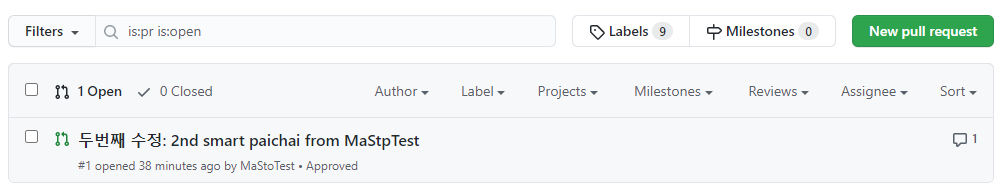 Filters is:pr is:open Labels 9 Milestones 0 New pull request
1 Open 0 Closed Author Label Projects Milestones Reviews Assignee Sort
두번째 수정: 2nd smart paichai from MaStpTest 1
#1 opened 38 minutes ago by MaStoTest • Approved